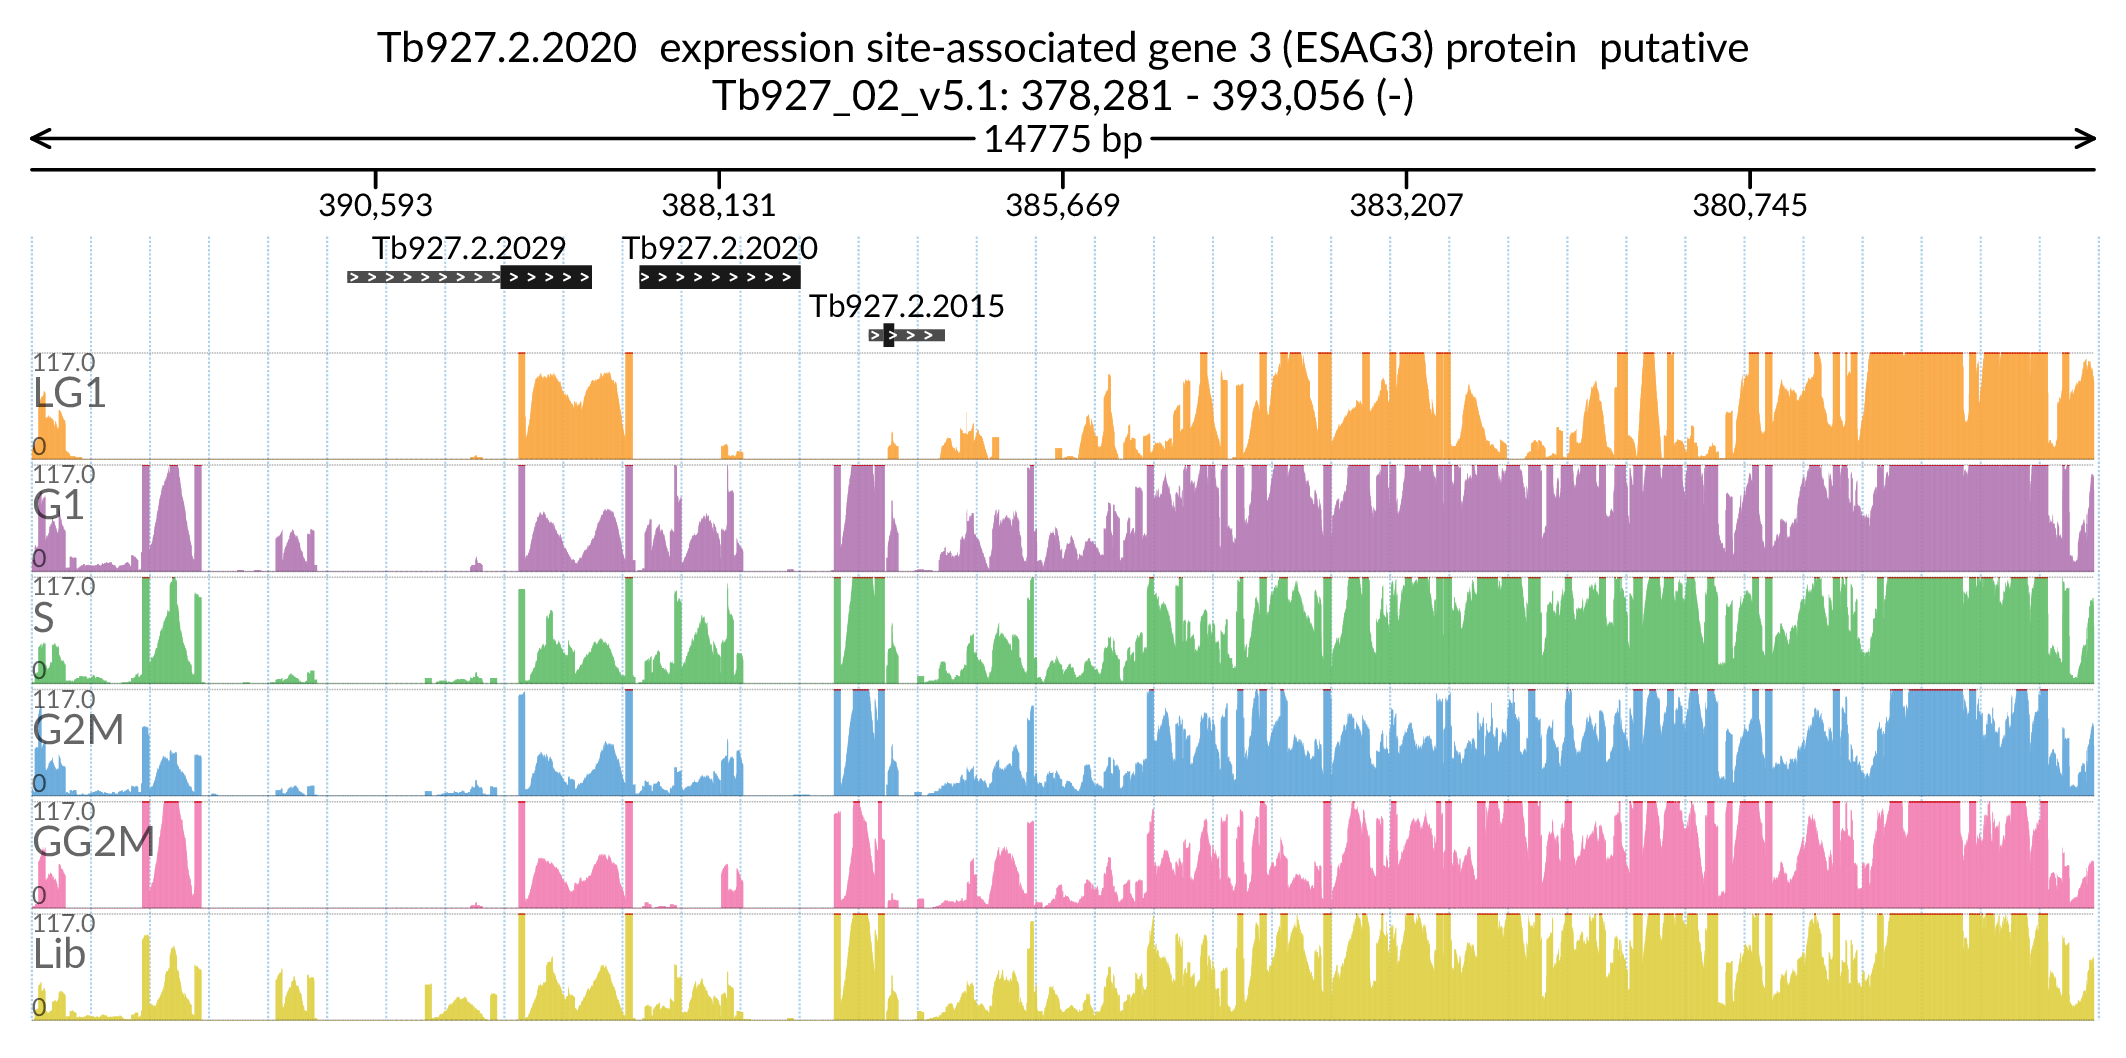 Tb927.2.2020  expression site-associated gene 3 (ESAG3) protein  putative
Tb927_02_v5.1: 378,281 - 393,056 (-)
14775 bp
390,593 388,131 385,669 383,207 380,745
Tb927.2.2029 Tb927.2.2020
Tb927.2.2015
117.0
LG1
0
117.0
G1
0
117.0
S
0
117.0
G2M
0
117.0
GG2M
0
117.0
Lib
0